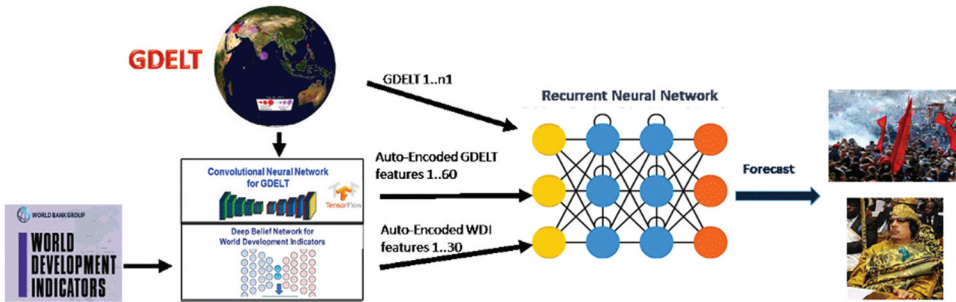 GDELT
GDELT 1..n1
Recurrent Neural Network
Convolutional Neural Network
for GDELT
TensorFlow
Auto-Encoded GDELT
features 1..60
Forecast
Deep Belief Network for
World Development Indicators
Auto-Encoded WDI
features 1..30
WORLD BANK GROUP
WORLD
DEVELOPMENT
INDICATORS